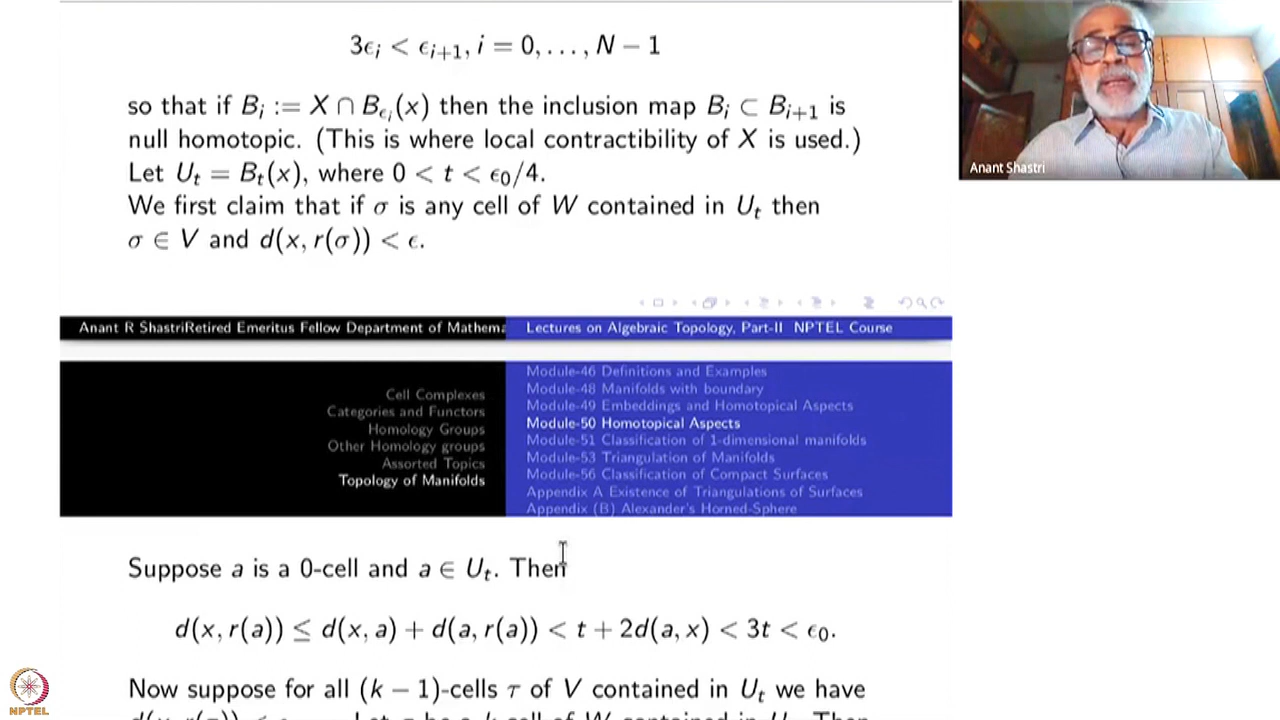 3ϵᵢ < ϵᵢ₊₁, i = 0, . . . , N − 1
so that if Bᵢ := X ∩ B_{ϵᵢ}(x) then the inclusion map Bᵢ ⊂ Bᵢ₊₁ is
null homotopic. (This is where local contractibility of X is used.)
Let Uₜ = Bₜ(x), where 0 < t < ϵ₀/4.
We first claim that if σ is any cell of W contained in Uₜ then
σ ∈ V and d(x, r(σ)) < ϵ.
Anant Shastri
Anant R ShastriRetired Emeritus Fellow Department of Mathema
Lectures on Algebraic Topology, Part-II NPTEL Course
Cell Complexes
Categories and Functors
Homology Groups
Other Homology groups
Assorted Topics
Topology of Manifolds
Module-46 Definitions and Examples
Module-48 Manifolds with boundary
Module-49 Embeddings and Homotopical Aspects
Module-50 Homotopical Aspects
Module-51 Classification of 1-dimensional manifolds
Module-53 Triangulation of Manifolds
Module-56 Classification of Compact Surfaces
Appendix A Existence of Triangulations of Surfaces
Appendix (B) Alexander's Horned-Sphere
Suppose a is a 0-cell and a ∈ Uₜ. Then
d(x, r(a)) ≤ d(x, a) + d(a, r(a)) < t + 2d(a, x) < 3t < ϵ₀.
Now suppose for all (k − 1)-cells τ of V contained in Uₜ we have
NPTEL